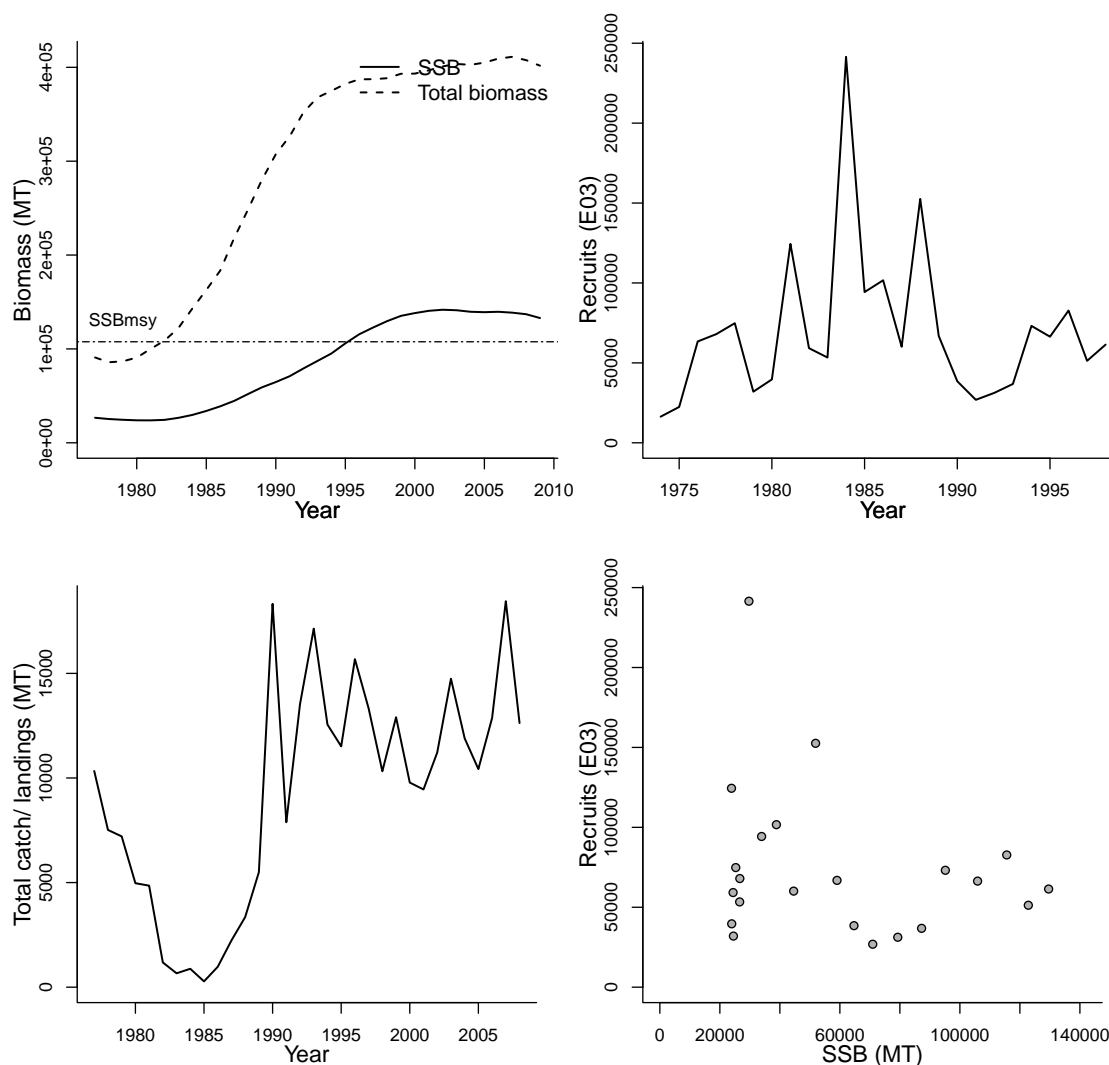 Biomass (MT)
0e+00 1e+05 2e+05 3e+05 4e+05
SSB
Total biomass
SSBmsy
1980 1985 1990 1995 2000 2005 2010
Year
Recruits (E03)
0 50000 100000 150000 200000 250000
1975 1980 1985 1990 1995
Year
Total catch/ landings (MT)
0 5000 10000 15000
1980 1985 1990 1995 2000 2005
Year
Recruits (E03)
0 50000 100000 150000 200000 250000
0 20000 60000 100000 140000
SSB (MT)